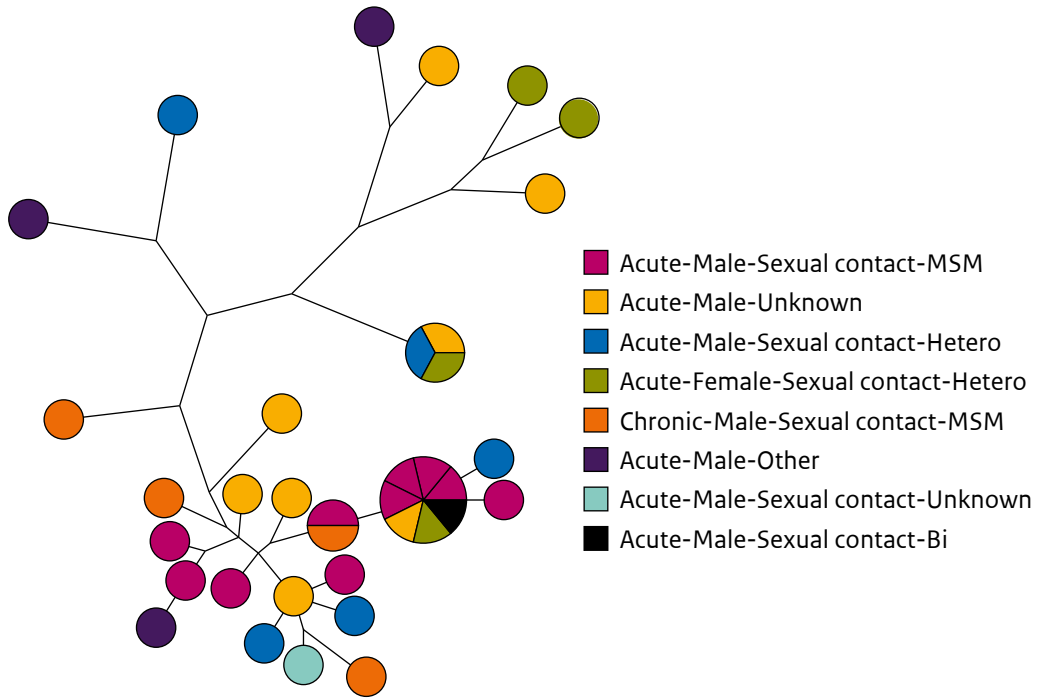 Acute-Male-Sexual contact-MSM
Acute-Male-Unknown
Acute-Male-Sexual contact-Hetero
Acute-Female-Sexual contact-Hetero
Chronic-Male-Sexual contact-MSM
Acute-Male-Other
Acute-Male-Sexual contact-Unknown
Acute-Male-Sexual contact-Bi